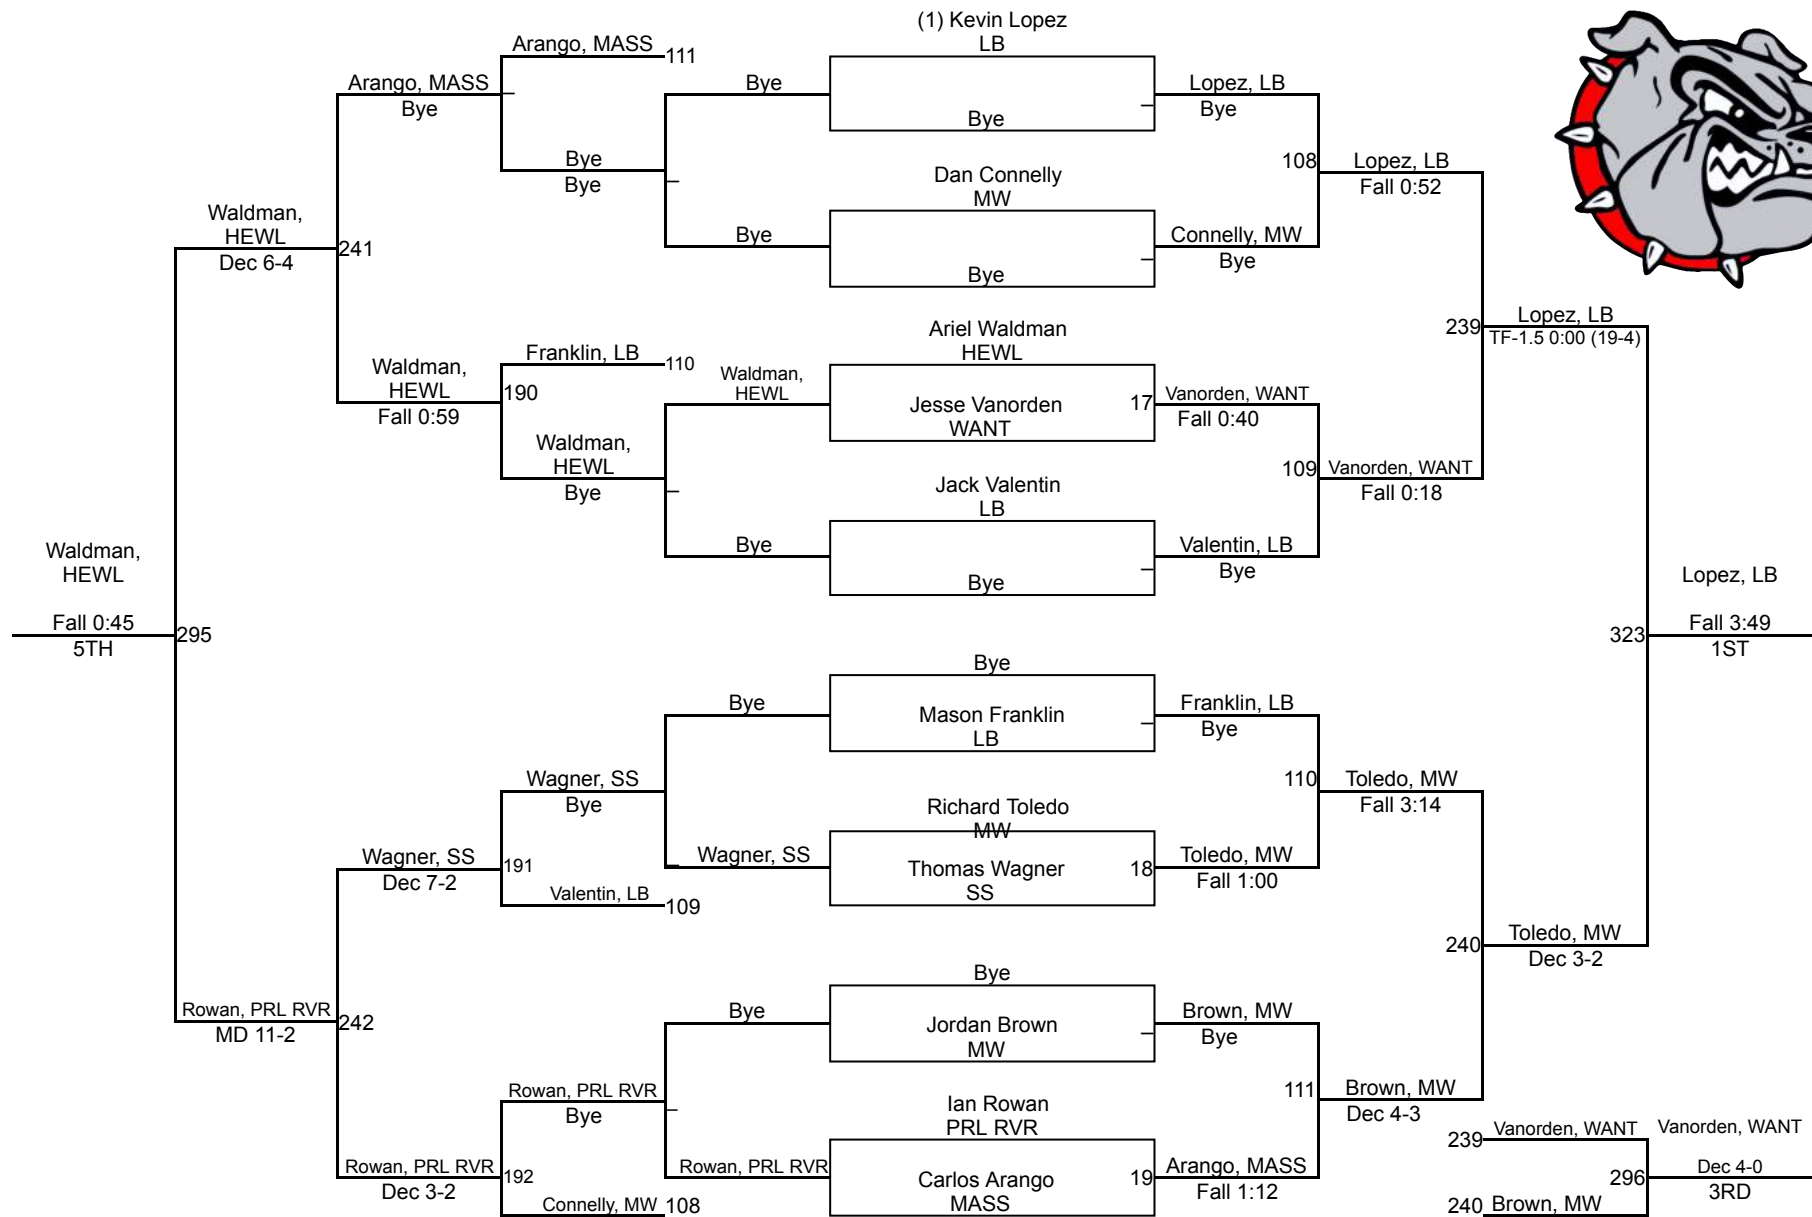 (1) Kevin Lopez
LB
Bye
Dan Connelly
MW
Bye
Ariel Waldman
HEWL
Jesse Vanorden
WANT
17
Jack Valentin
LB
Bye
Bye
Mason Franklin
LB
Richard Toledo
MW
Thomas Wagner
SS
18
Bye
Jordan Brown
MW
Ian Rowan
PRL RVR
Carlos Arango
MASS
19
Lopez, LB
Bye
Connelly, MW
Bye
Vanorden, WANT
Fall 0:40
Valentin, LB
Bye
Franklin, LB
Bye
Toledo, MW
Fall 1:00
Brown, MW
Bye
Arango, MASS
Fall 1:12
108
Lopez, LB
Fall 0:52
109
Vanorden, WANT
Fall 0:18
110
Toledo, MW
Fall 3:14
111
Brown, MW
Dec 4-3
239
Lopez, LB
TF-1.5 0:00 (19-4)
240
Toledo, MW
Dec 3-2
323
Lopez, LB
Fall 3:49
1ST
239
Vanorden, WANT
240
Brown, MW
296
Vanorden, WANT
Dec 4-0
3RD
Bye
Bye
Waldman,
HEWL
Bye
Bye
Wagner, SS
Bye
Rowan, PRL RVR
Arango, MASS
111
Bye
Bye
Franklin, LB
110
Waldman,
HEWL
Bye
Wagner, SS
Bye
Valentin, LB
109
Rowan, PRL RVR
Bye
Connelly, MW
108
Arango, MASS
Bye
190
Waldman,
HEWL
Fall 0:59
191
Wagner, SS
Dec 7-2
192
Rowan, PRL RVR
Dec 3-2
241
Waldman,
HEWL
Dec 6-4
242
Rowan, PRL RVR
MD 11-2
295
Waldman,
HEWL
Fall 0:45
5TH